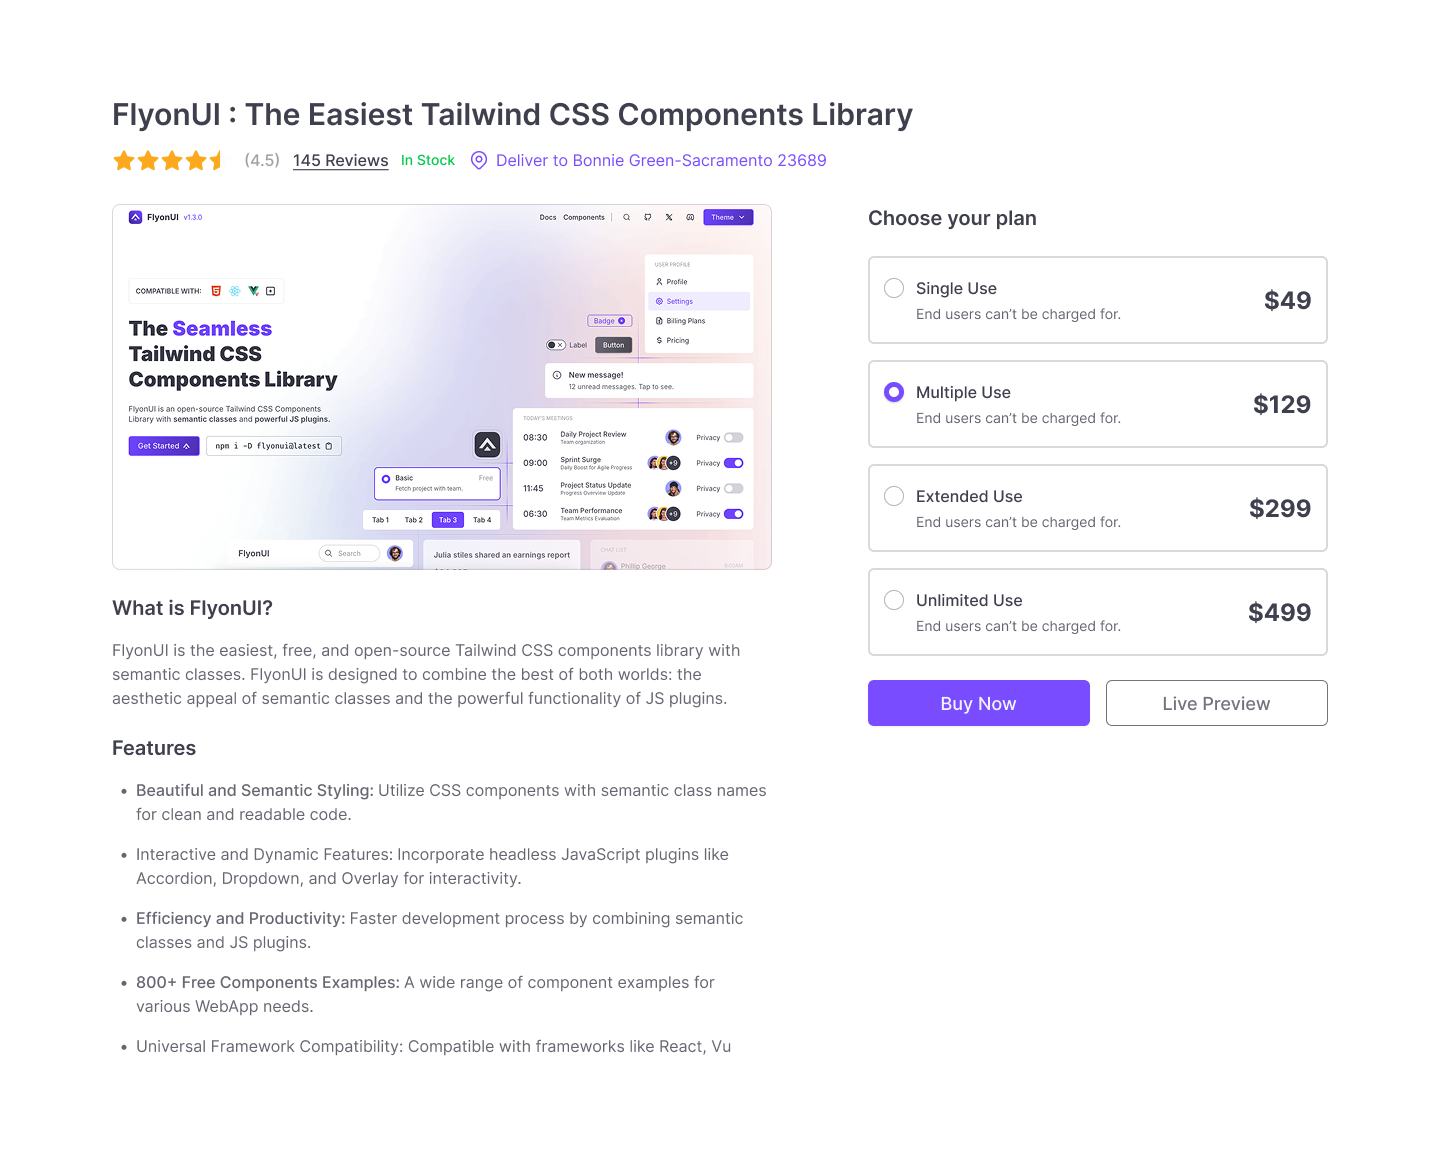 FlyonUI : The Easiest Tailwind CSS Components Library
(4.5) 145 Reviews In Stock Deliver to Bonnie Green-Sacramento 23689
FlyonUI v1.3.0
Docs Components Theme
COMPATIBLE WITH:
The Seamless
Tailwind CSS
Components Library
FlyonUI is an open-source Tailwind CSS Components
Library with semantic classes and powerful JS plugins.
Get Started npm i -D flyonui@latest
USER PROFILE
Profile
Settings
Billing Plans
Pricing
Badge
Label Button
New message!
12 unread messages. Tap to see.
TODAY'S MEETINGS
08:30 Daily Project Review Privacy
Team organization
09:00 Sprint Surge +9 Privacy
Daily Boost for Agile Progress
11:45 Project Status Update Privacy
Progress Overview Update
06:30 Team Performance +9 Privacy
Team Metrics Evaluation
Basic Free
Fetch project with team.
Tab 1 Tab 2 Tab 3 Tab 4
FlyonUI Search
Julia stiles shared an earnings report
CHAT LIST
Phillip George 9:00AM
What is FlyonUI?
FlyonUI is the easiest, free, and open-source Tailwind CSS components library with
semantic classes. FlyonUI is designed to combine the best of both worlds: the
aesthetic appeal of semantic classes and the powerful functionality of JS plugins.
Features
• Beautiful and Semantic Styling: Utilize CSS components with semantic class names
for clean and readable code.
• Interactive and Dynamic Features: Incorporate headless JavaScript plugins like
Accordion, Dropdown, and Overlay for interactivity.
• Efficiency and Productivity: Faster development process by combining semantic
classes and JS plugins.
• 800+ Free Components Examples: A wide range of component examples for
various WebApp needs.
• Universal Framework Compatibility: Compatible with frameworks like React, Vu
Choose your plan
Single Use
End users can’t be charged for.
$49
Multiple Use
End users can’t be charged for.
$129
Extended Use
End users can’t be charged for.
$299
Unlimited Use
End users can’t be charged for.
$499
Buy Now Live Preview